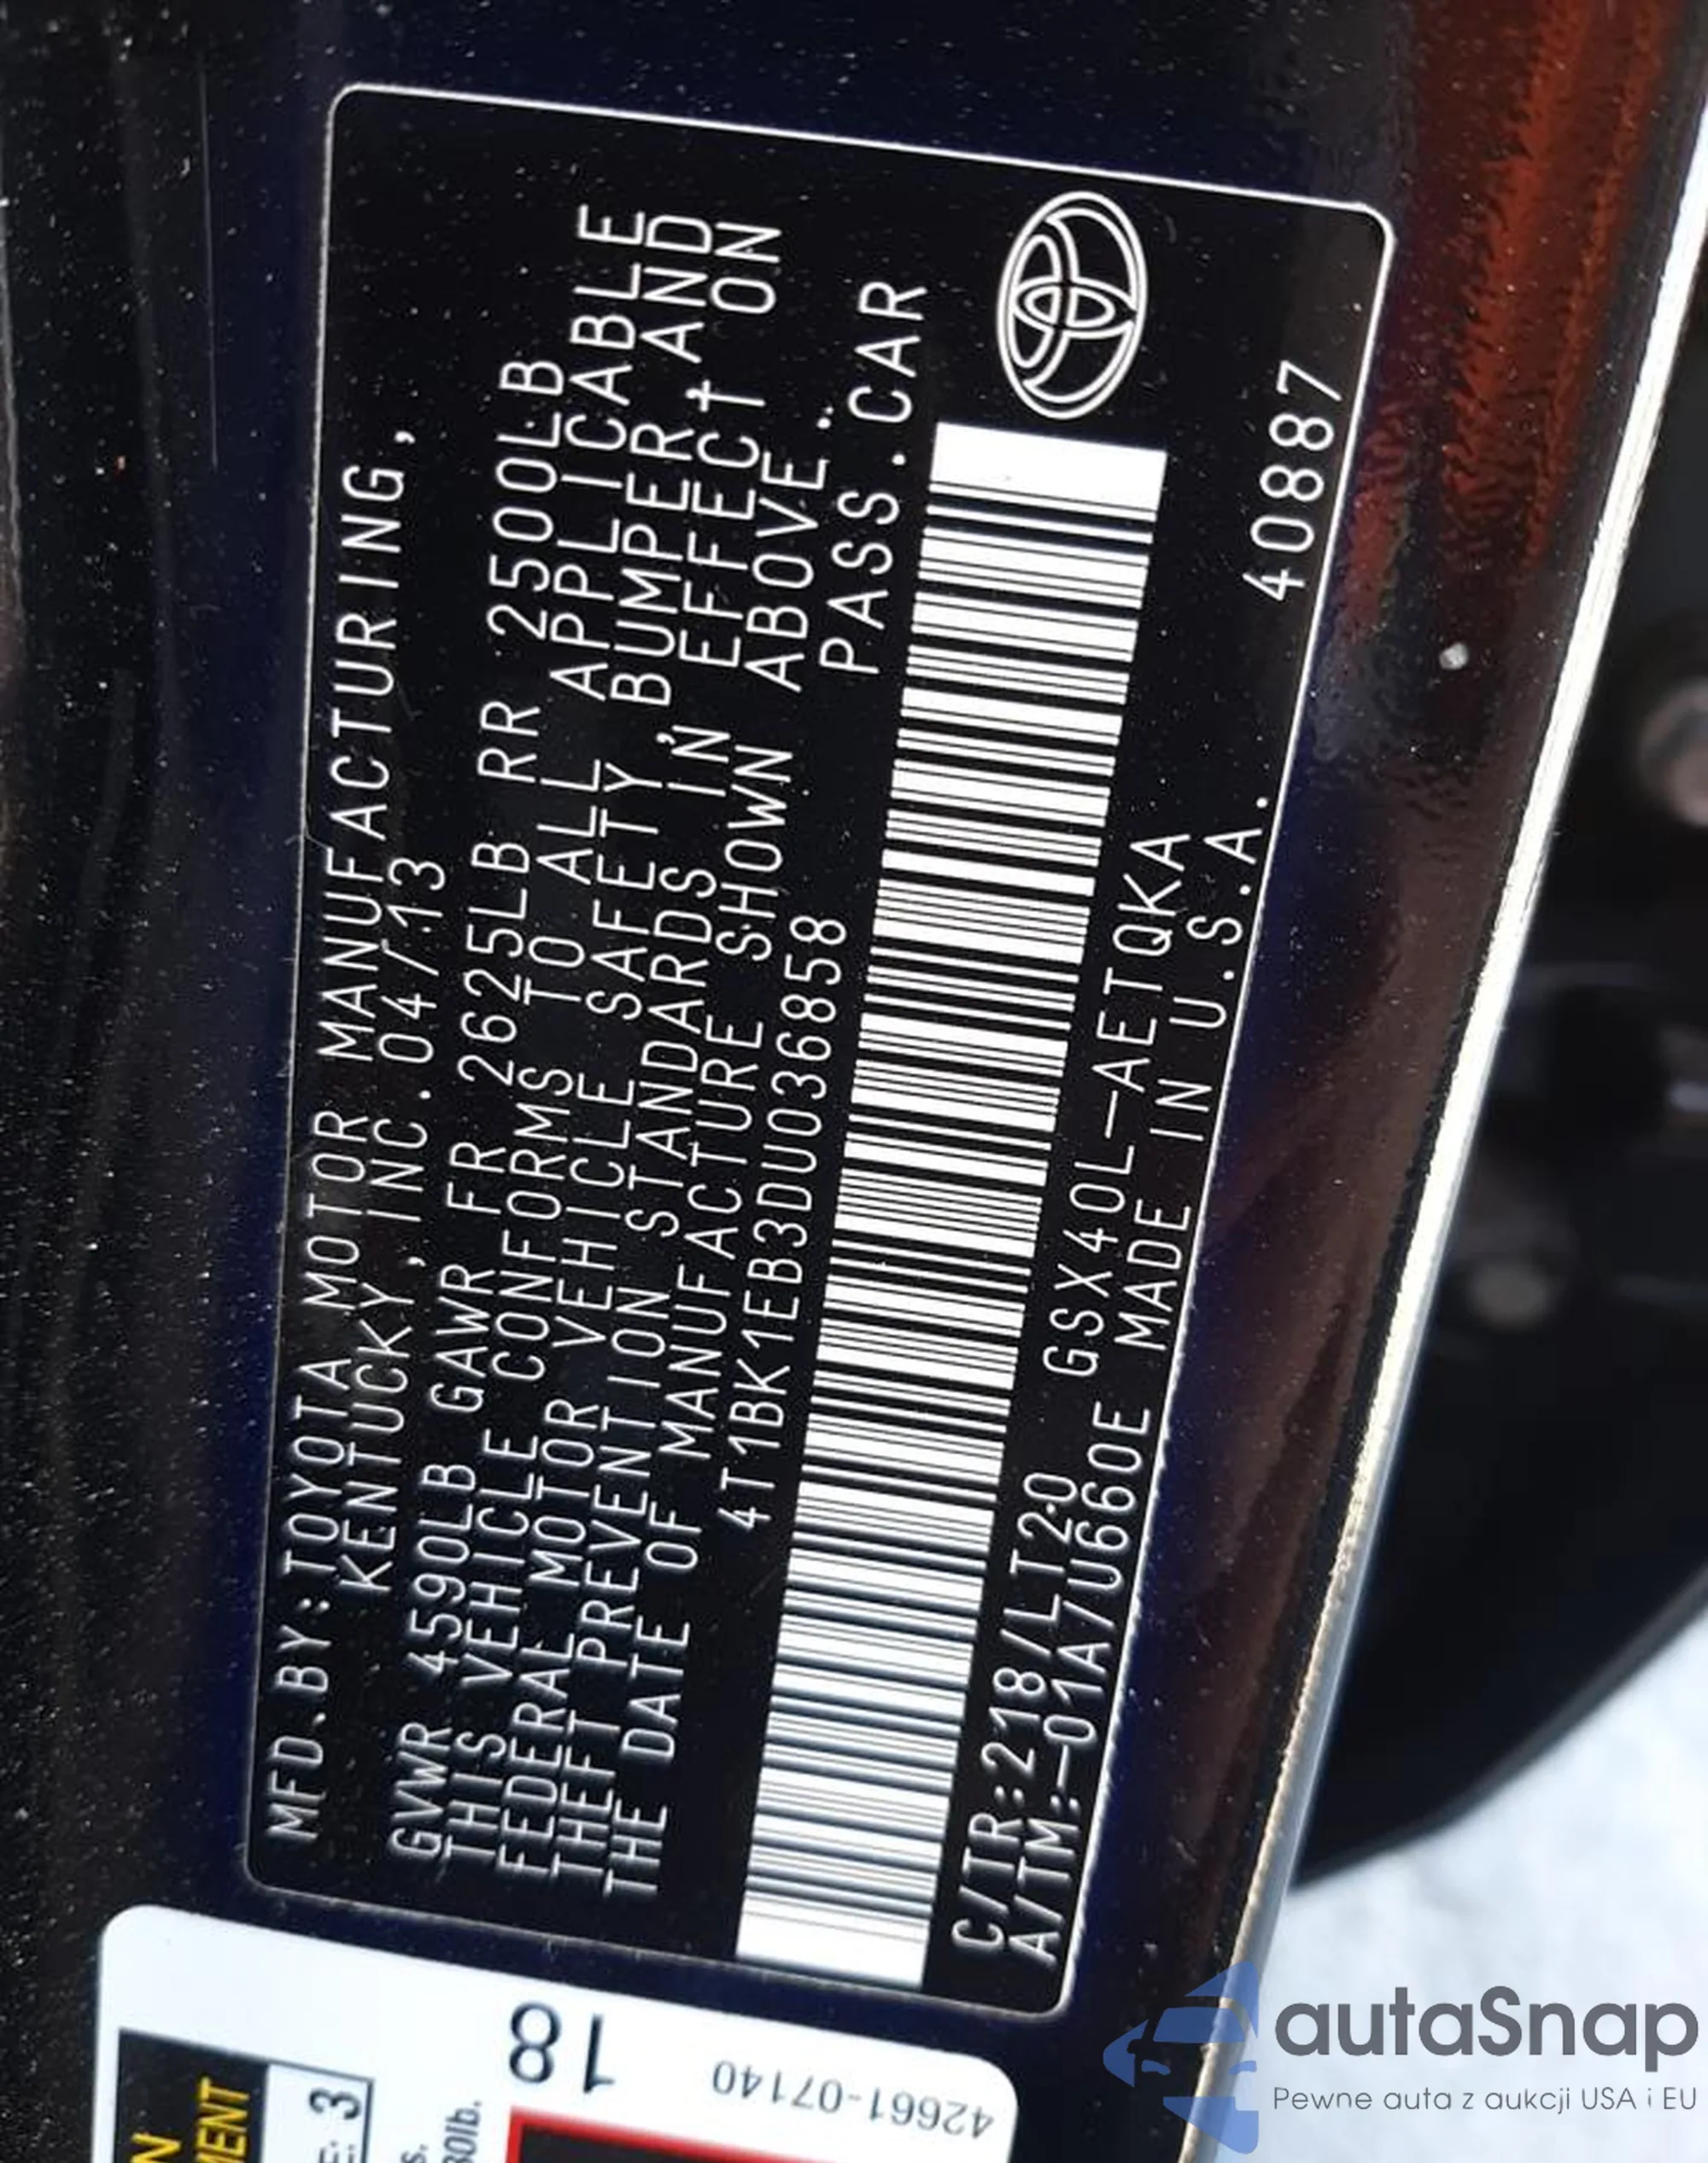 MFD.BY:TOYOTA MOTOR MANUFACTURING,
KENTUCKY,INC.04/13
GVWR 4590LB GAWR FR 2625LB RR 2500LB
THIS VEHICLE CONFORMS TO ALL APPLICABLE
FEDERAL MOTOR VEHICLE SAFETY,BUMPER,AND
THEFT PREVENTION STANDARDS IN EFFECT ON
THE DATE OF MANUFACTURE SHOWN ABOVE.
4T1BK1EB3DU036858 PASS.CAR
C/TR:218/LT20 GSX40L-AETQKA
A/TM:-01A/U660E MADE IN U.S.A. 40887
18
42661-07140
3
30lb.
MENT
autaSnap
Pewne auta z aukcji USA i EU